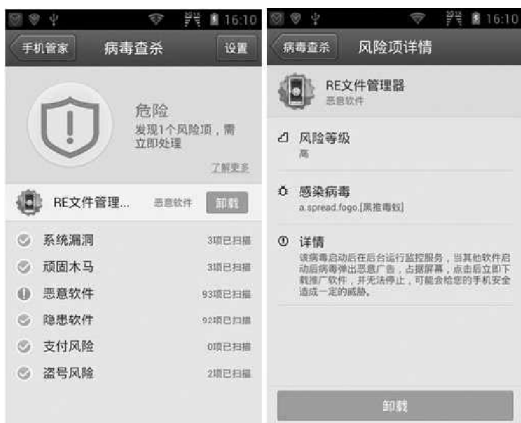 16:10
手机管家
病毒查杀
设置
危险
发现1个风险项，需
立即处理
了解更多
RE文件管理...
恶意软件
卸载
系统漏洞
3项已扫描
顽固木马
3项已扫描
恶意软件
93项已扫描
隐患软件
92项已扫描
支付风险
0项已扫描
盗号风险
2项已扫描
16:10
病毒查杀
风险项详情
RE文件管理器
恶意软件
风险等级
高
感染病毒
a.spread.fogo.[黑推毒蚁]
详情
该病毒启动后在后台运行监控服务，当其他软件启
动后病毒弹出恶意广告，占据屏幕，点击后立即下
载推广软件，并无法停止，可能会给您的手机安全
造成一定的威胁。
卸载